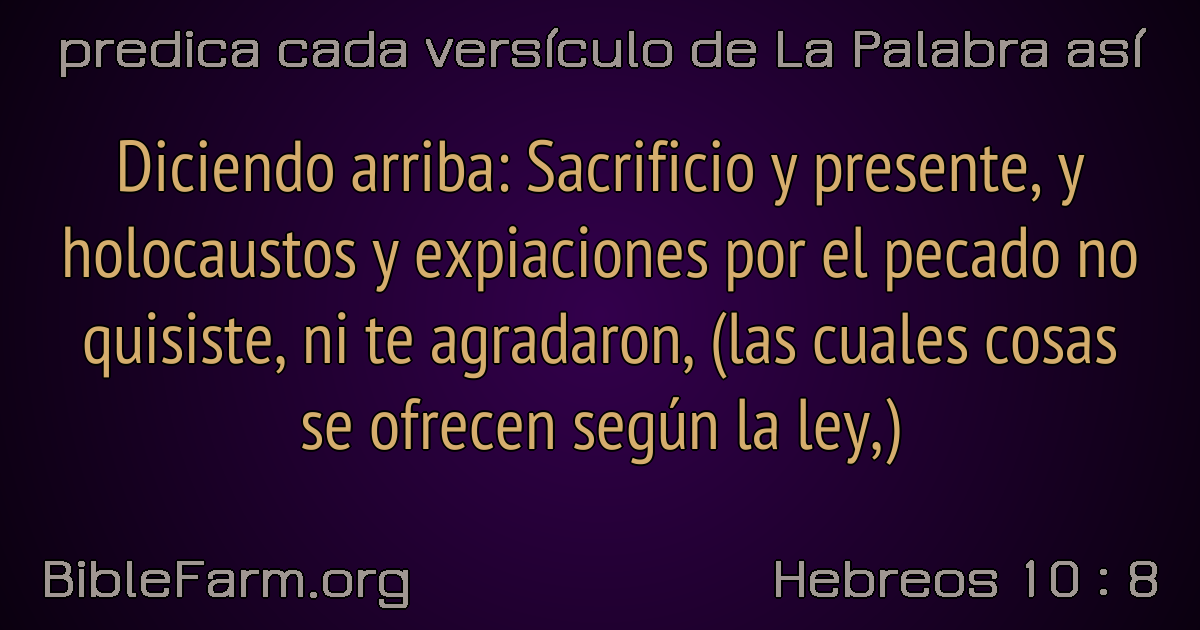 predica cada versículo de La Palabra así
Diciendo arriba: Sacrificio y presente, y
holocaustos y expiaciones por el pecado no
quisiste, ni te agradaron, (las cuales cosas
se ofrecen según la ley,)
BibleFarm.org
Hebreos 10 : 8